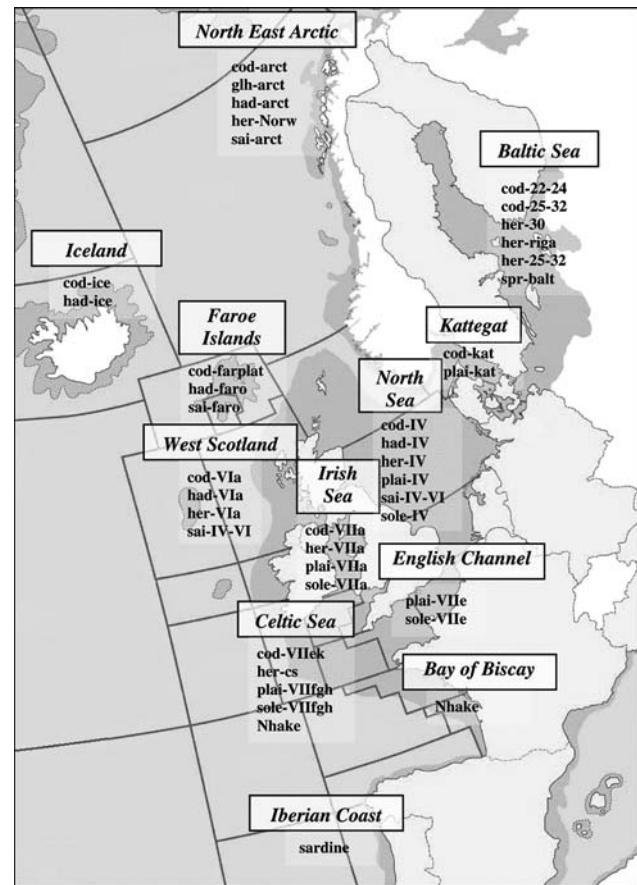 North East Arctic
cod-arct
glh-arct
had-arct
her-Norw
sai-arct
Baltic Sea
cod-22-24
cod-25-32
her-30
her-riga
her-25-32
spr-balt
Iceland
cod-ice
had-ice
Faroe
Islands
cod-farplat
had-faro
sai-faro
Kattegat
cod-kat
plai-kat
North
Sea
cod-IV
had-IV
her-IV
plai-IV
sai-IV-VI
sole-IV
West Scotland
cod-VIa
had-VIa
her-VIa
sai-IV-VI
Irish
Sea
cod-VIIa
her-VIIa
plai-VIIa
sole-VIIa
English Channel
plai-VIIe
sole-VIIe
Celtic Sea
cod-VIIek
her-cs
plai-VIIfgh
sole-VIIfgh
Nhake
Bay of Biscay
Nhake
Iberian Coast
sardine